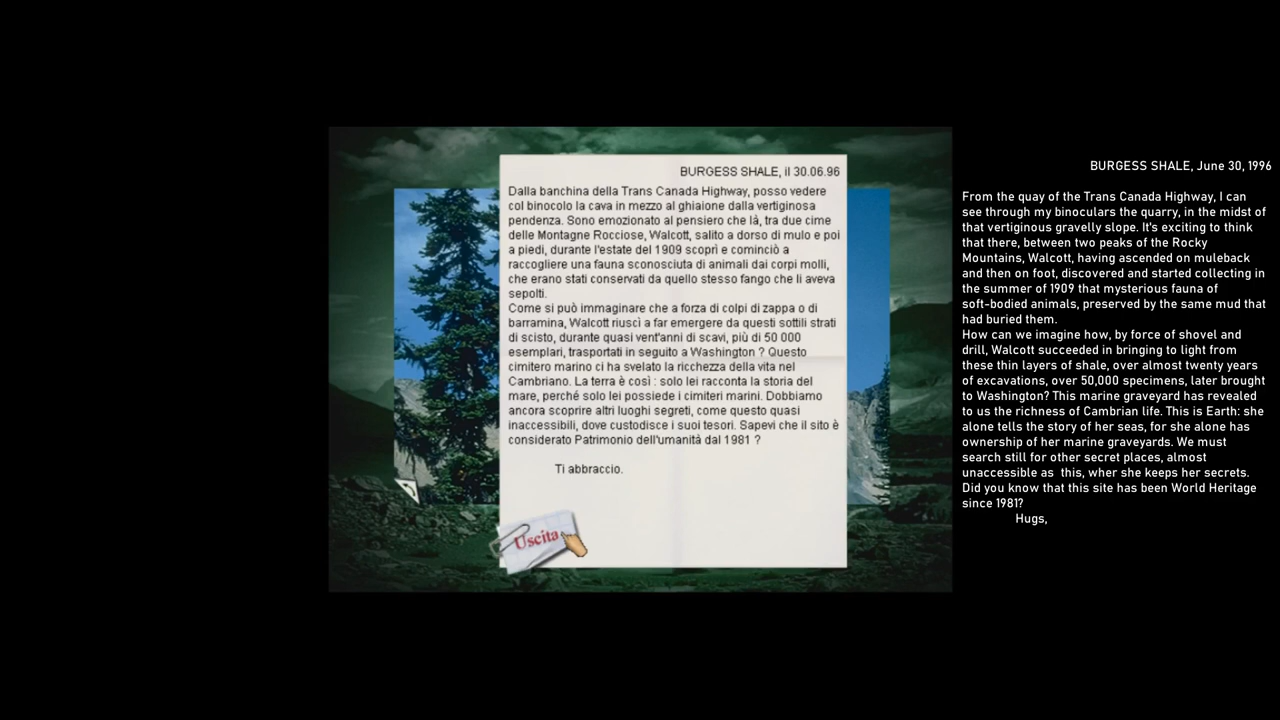 BURGESS SHALE, il 30.06.96
Dalla banchina della Trans Canada Highway, posso vedere
col binocolo la cava in mezzo al ghiaione dalla vertiginosa
pendenza. Sono emozionato al pensiero che là, tra due cime
delle Montagne Rocciose, Walcott, salito a dorso di mulo e poi
a piedi, durante l'estate del 1909 scoprì e cominciò a
raccogliere una fauna sconosciuta di animali dai corpi molli,
che erano stati conservati da quello stesso fango che li aveva
sepolti.
Come si può immaginare che a forza di colpi di zappa o di
barramina, Walcott riuscì a far emergere da questi sottili strati
di scisto, durante quasi vent'anni di scavi, più di 50 000
esemplari, trasportati in seguito a Washington ? Questo
cimitero marino ci ha svelato la ricchezza della vita nel
Cambriano. La terra è così : solo lei racconta la storia del
mare, perché solo lei possiede i cimiteri marini. Dobbiamo
ancora scoprire altri luoghi segreti, come questo quasi
inaccessibili, dove custodisce i suoi tesori. Sapevi che il sito è
considerato Patrimonio dell'umanità dal 1981 ?
Ti abbraccio.
Uscita
BURGESS SHALE, June 30, 1996
From the quay of the Trans Canada Highway, I can
see through my binoculars the quarry, in the midst of
that vertiginous gravelly slope. It's exciting to think
that there, between two peaks of the Rocky
Mountains, Walcott, having ascended on muleback
and then on foot, discovered and started collecting in
the summer of 1909 that mysterious fauna of
soft-bodied animals, preserved by the same mud that
had buried them.
How can we imagine how, by force of shovel and
drill, Walcott succeeded in bringing to light from
these thin layers of shale, over almost twenty years
of excavations, over 50,000 specimens, later brought
to Washington? This marine graveyard has revealed
to us the richness of Cambrian life. This is Earth: she
alone tells the story of her seas, for she alone has
ownership of her marine graveyards. We must
search still for other secret places, almost
unaccessible as  this, wher she keeps her secrets.
Did you know that this site has been World Heritage
since 1981?
Hugs,